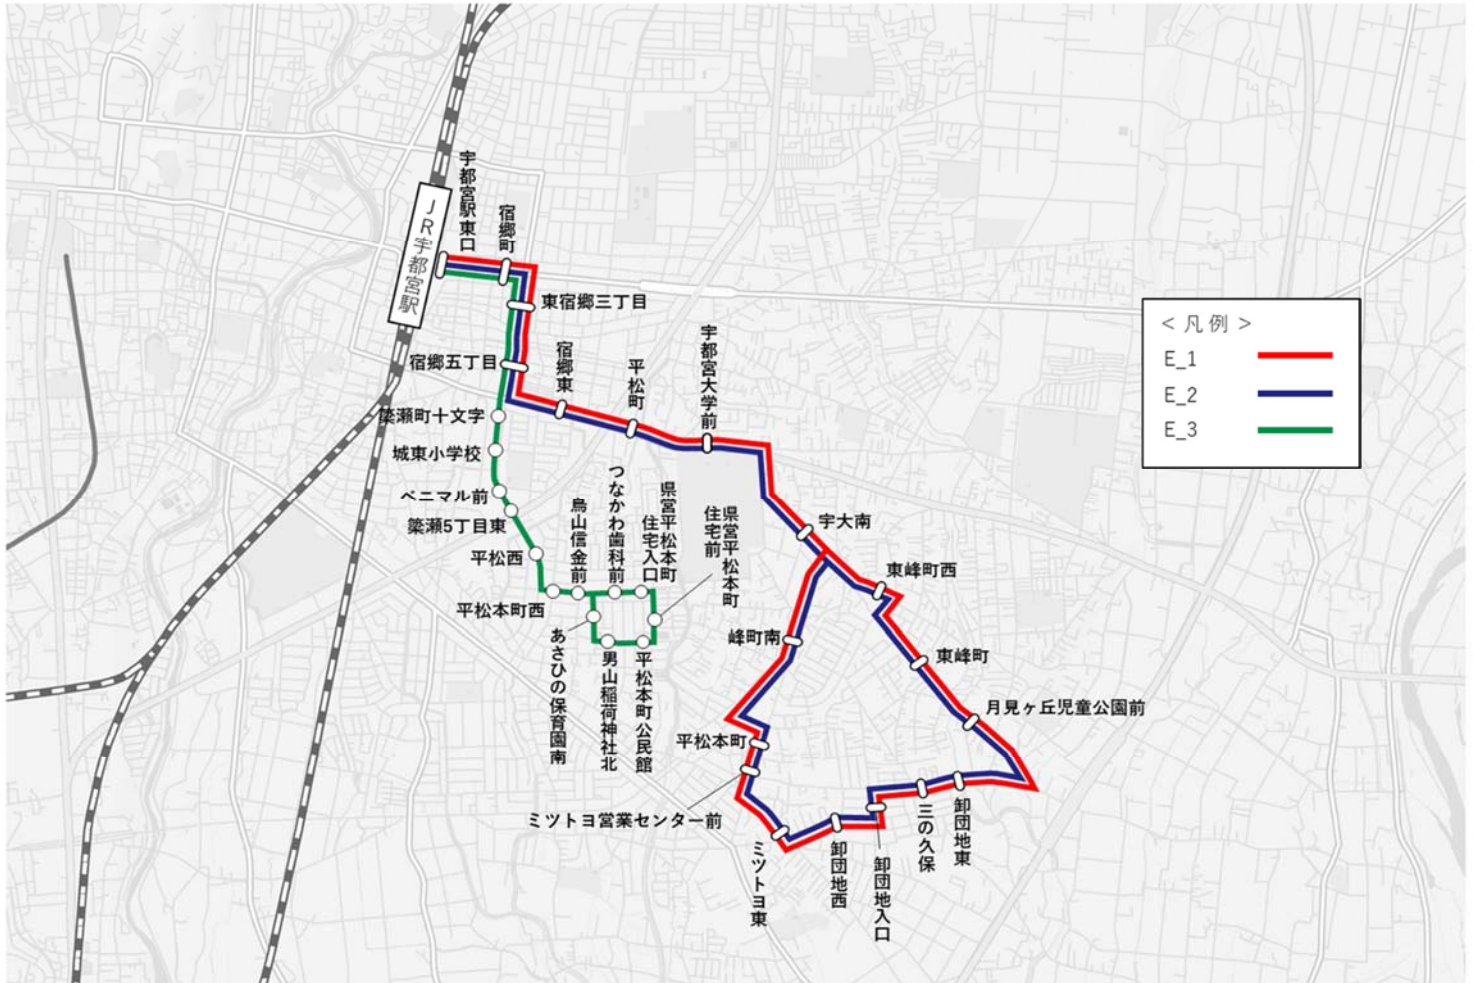 JR宇都宮駅
宇都宮駅東口
宿郷町
東宿郷三丁目
宿郷五丁目
宿郷東
平松町
宇都宮大学前
簗瀬町十文字
城東小学校
ベニマル前
簗瀬5丁目東
平松西
平松本町西
烏山信金前
つなかわ歯科前
県営平松本町
住宅入口
県営平松本町
住宅前
あさひの保育園南
男山稲荷神社北
平松本町公民館
宇大南
東峰町西
峰町南
東峰町
月見ヶ丘児童公園前
平松本町
ミツトヨ営業センター前
ミツトヨ東
卸団地西
卸団地入口
三の久保
卸団地東
<凡例>
E_1
E_2
E_3